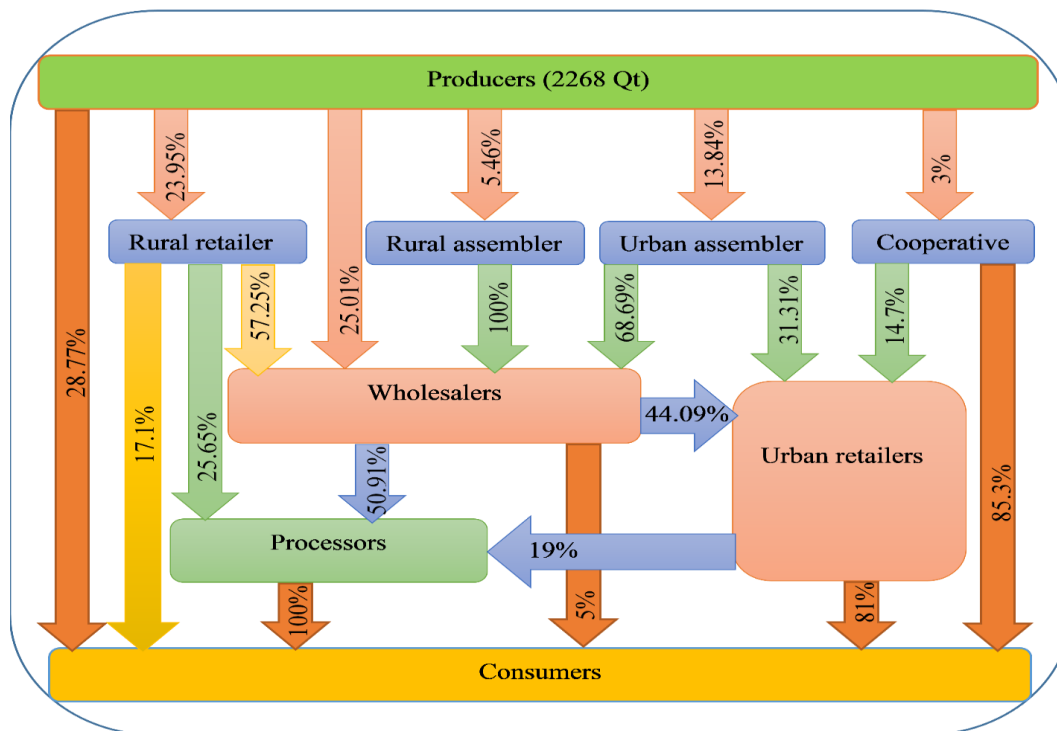 Producers (2268 Qt)
23.95%
5.46%
13.84%
3%
Rural retailer
Rural assembler
Urban assembler
Cooperative
28.77%
17.1%
25.65%
57.25%
25.01%
100%
68.69%
31.31%
14.7%
85.3%
Wholesalers
44.09%
Urban retailers
50.91%
Processors
19%
100%
5%
81%
Consumers